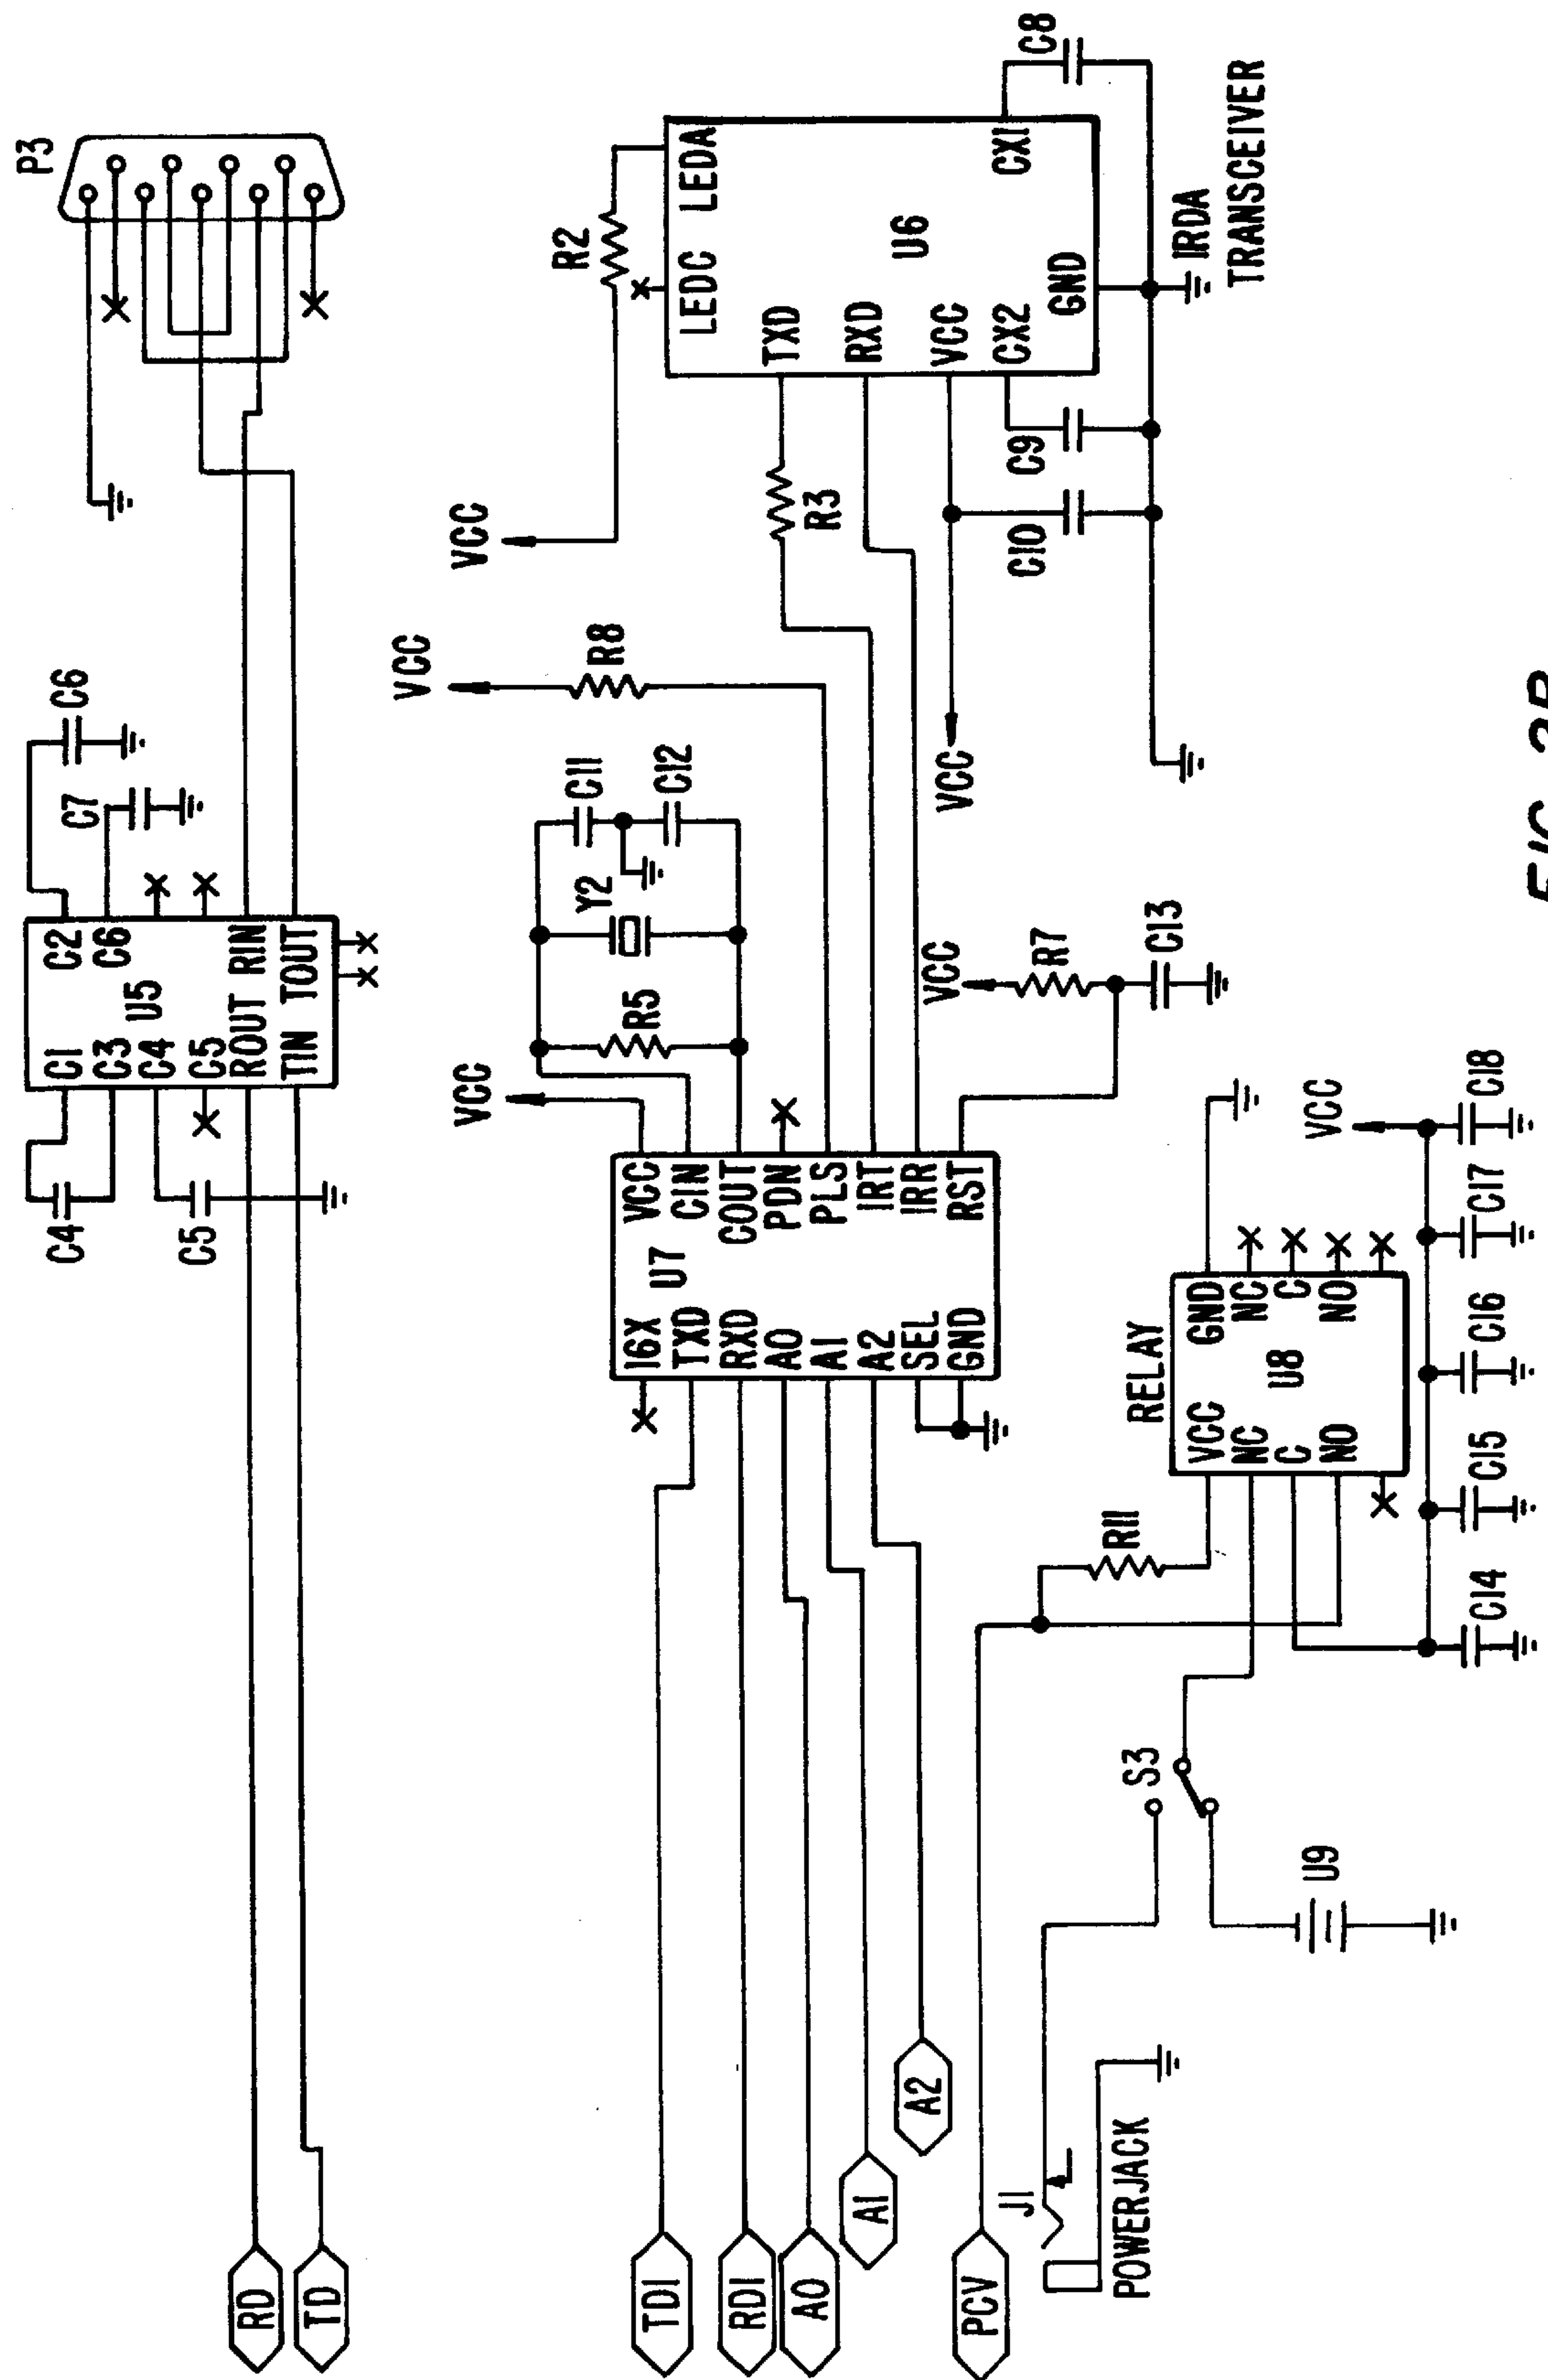 P3
C6
C7
C2
C6
U5
C1
C3
C4
C5
ROUT RIN
TIN TOUT
C4
C5
RD
TD
VCC
R2
LEDC LEDA
TXD
RXD
U6
VCC
CX2
CX1
GND
C8
IRDA
TRANSCEIVER
R3
C9
C10
VCC
VCC
R8
C11
C12
Y2
R5
VCC
VCC
R7
C13
16X
TXD
RXD
A0
A1
A2
SEL
GND
U7
VCC
CIN
COUT
PDN
PLS
IRT
IRR
RST
TD1
RD1
A0
A1
A2
PCV
J1
POWERJACK
S3
U9
R11
RELAY
VCC
NC
C
NO
U8
GND
NC
C
NO
VCC
C14
C15
C16
C17
C18